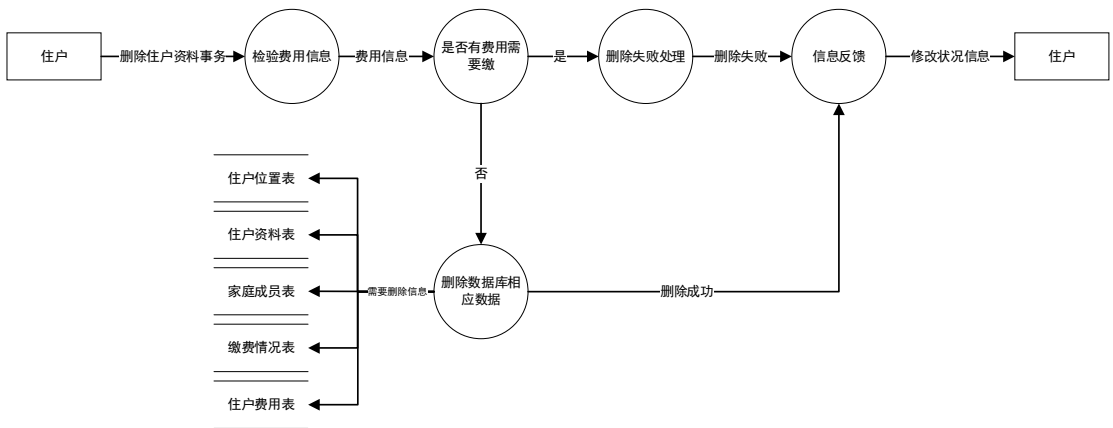 住户
删除住户资料事务
检验费用信息
费用信息
是否有费用需
要缴
是
删除失败处理
删除失败
信息反馈
修改状况信息
住户
否
住户位置表
住户资料表
家庭成员表
缴费情况表
住户费用表
需要删除信息
删除数据库相
应数据
删除成功